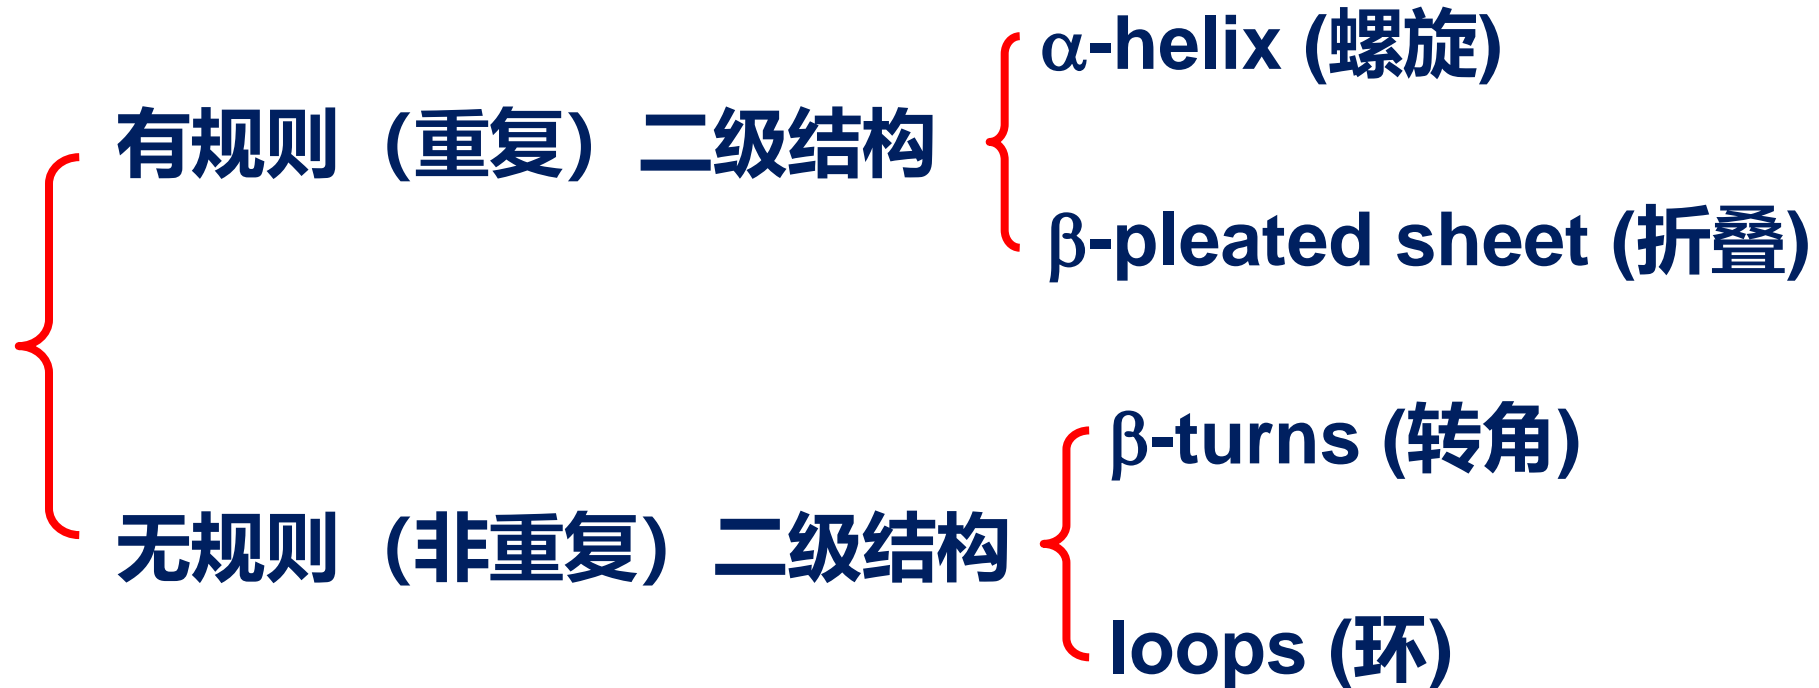 α-helix (螺旋)
有规则（重复）二级结构
β-pleated sheet (折叠)
β-turns (转角)
无规则（非重复）二级结构
loops (环)